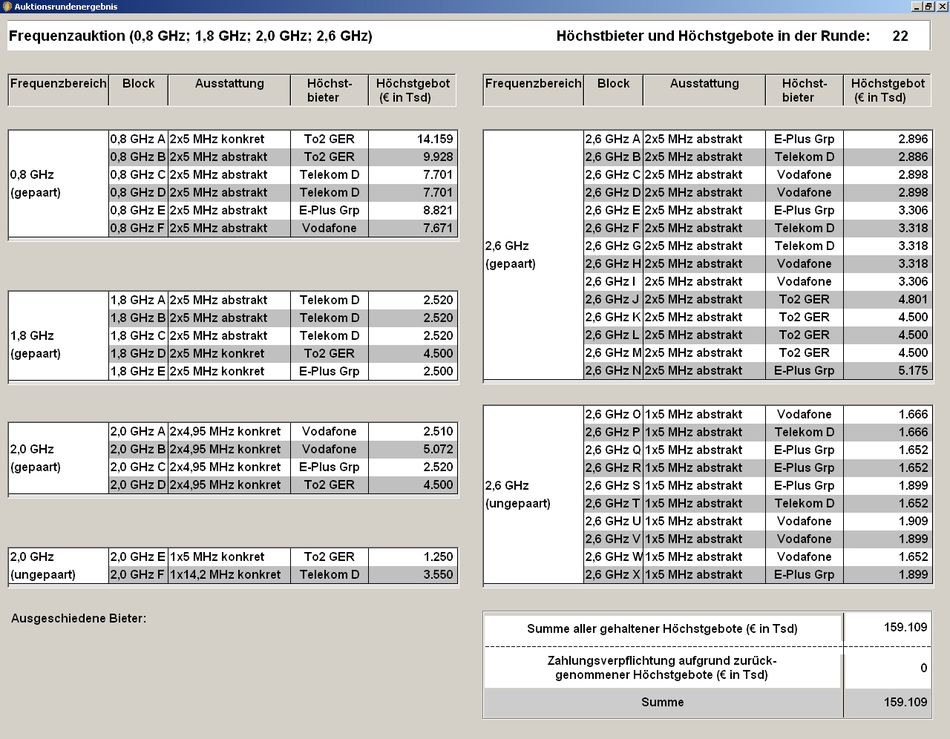 Auktionsrundenergebnis
Frequenzauktion (0,8 GHz; 1,8 GHz; 2,0 GHz; 2,6 GHz)
Höchstbieter und Höchstgebote in der Runde: 22
Frequenzbereich Block Ausstattung Höchst-bieter Höchstgebot (€ in Tsd)
0,8 GHz (gepaart)
0,8 GHz A 2x5 MHz konkret To2 GER 14.159
0,8 GHz B 2x5 MHz abstrakt To2 GER 9.928
0,8 GHz C 2x5 MHz abstrakt Telekom D 7.701
0,8 GHz D 2x5 MHz abstrakt Telekom D 7.701
0,8 GHz E 2x5 MHz abstrakt E-Plus Grp 8.821
0,8 GHz F 2x5 MHz abstrakt Vodafone 7.671
1,8 GHz (gepaart)
1,8 GHz A 2x5 MHz abstrakt Telekom D 2.520
1,8 GHz B 2x5 MHz abstrakt Telekom D 2.520
1,8 GHz C 2x5 MHz abstrakt Telekom D 2.520
1,8 GHz D 2x5 MHz konkret To2 GER 4.500
1,8 GHz E 2x5 MHz konkret E-Plus Grp 2.500
2,0 GHz (gepaart)
2,0 GHz A 2x4,95 MHz konkret Vodafone 2.510
2,0 GHz B 2x4,95 MHz konkret Vodafone 5.072
2,0 GHz C 2x4,95 MHz konkret E-Plus Grp 2.520
2,0 GHz D 2x4,95 MHz konkret To2 GER 4.500
2,0 GHz (ungepaart)
2,0 GHz E 1x5 MHz konkret To2 GER 1.250
2,0 GHz F 1x14,2 MHz konkret Telekom D 3.550
Ausgeschiedene Bieter:
Frequenzbereich Block Ausstattung Höchst-bieter Höchstgebot (€ in Tsd)
2,6 GHz (gepaart)
2,6 GHz A 2x5 MHz abstrakt E-Plus Grp 2.896
2,6 GHz B 2x5 MHz abstrakt Telekom D 2.886
2,6 GHz C 2x5 MHz abstrakt Vodafone 2.898
2,6 GHz D 2x5 MHz abstrakt Vodafone 2.898
2,6 GHz E 2x5 MHz abstrakt E-Plus Grp 3.306
2,6 GHz F 2x5 MHz abstrakt Telekom D 3.318
2,6 GHz G 2x5 MHz abstrakt Telekom D 3.318
2,6 GHz H 2x5 MHz abstrakt Vodafone 3.318
2,6 GHz I 2x5 MHz abstrakt Vodafone 3.306
2,6 GHz J 2x5 MHz abstrakt To2 GER 4.801
2,6 GHz K 2x5 MHz abstrakt To2 GER 4.500
2,6 GHz L 2x5 MHz abstrakt To2 GER 4.500
2,6 GHz M 2x5 MHz abstrakt To2 GER 4.500
2,6 GHz N 2x5 MHz abstrakt E-Plus Grp 5.175
2,6 GHz (ungepaart)
2,6 GHz O 1x5 MHz abstrakt Vodafone 1.666
2,6 GHz P 1x5 MHz abstrakt Telekom D 1.666
2,6 GHz Q 1x5 MHz abstrakt E-Plus Grp 1.652
2,6 GHz R 1x5 MHz abstrakt E-Plus Grp 1.652
2,6 GHz S 1x5 MHz abstrakt E-Plus Grp 1.899
2,6 GHz T 1x5 MHz abstrakt Telekom D 1.652
2,6 GHz U 1x5 MHz abstrakt Vodafone 1.909
2,6 GHz V 1x5 MHz abstrakt Vodafone 1.899
2,6 GHz W 1x5 MHz abstrakt Vodafone 1.652
2,6 GHz X 1x5 MHz abstrakt E-Plus Grp 1.899
Summe aller gehaltener Höchstgebote (€ in Tsd) 159.109
Zahlungsverpflichtung aufgrund zurück-
genommener Höchstgebote (€ in Tsd) 0
Summe 159.109